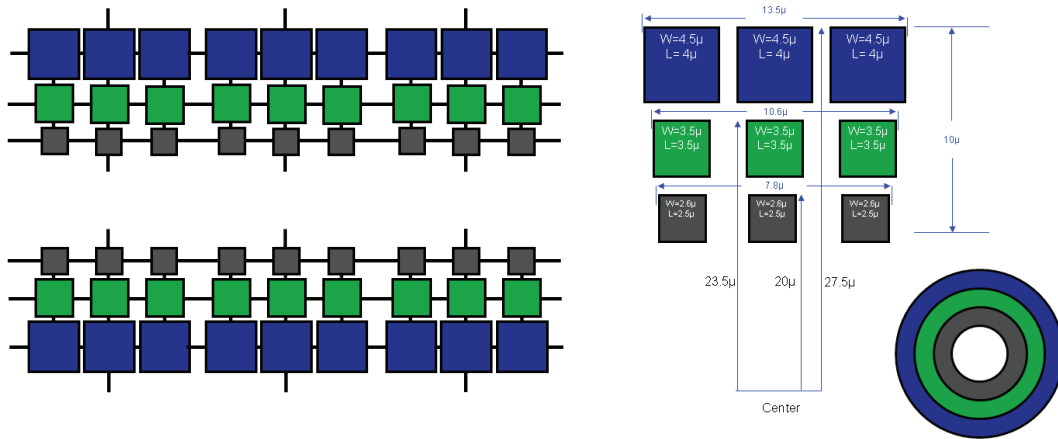 13.5µ
W=4.5µ
L= 4µ
W=4.5µ
L= 4µ
W=4.5µ
L= 4µ
10.6µ
W=3.5µ
L=3.5µ
W=3.5µ
L=3.5µ
W=3.5µ
L=3.5µ
10µ
7.8µ
W=2.6µ
L=2.5µ
W=2.6µ
L=2.5µ
W=2.6µ
L=2.5µ
23.5µ
20µ
27.5µ
Center